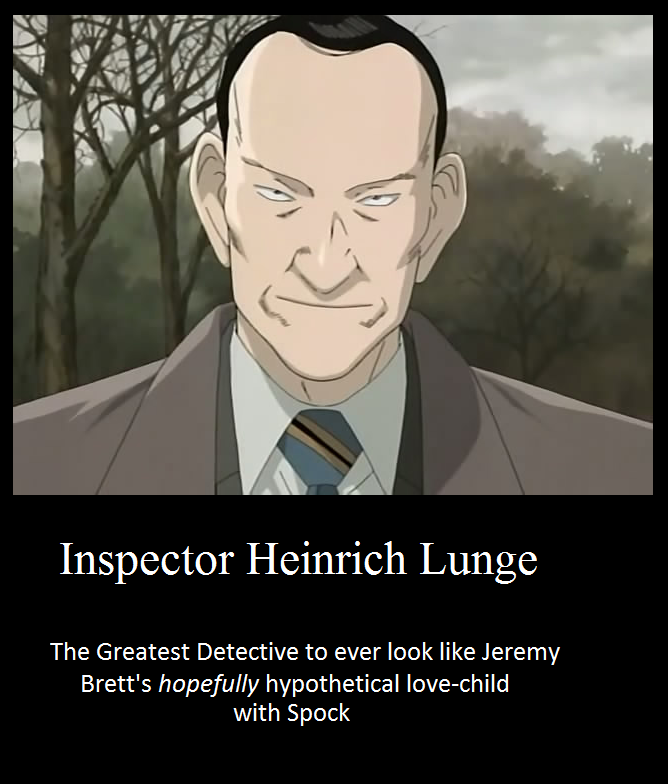 Inspector Heinrich Lunge
The Greatest Detective to ever look like Jeremy
Brett's hopefully hypothetical love-child
with Spock